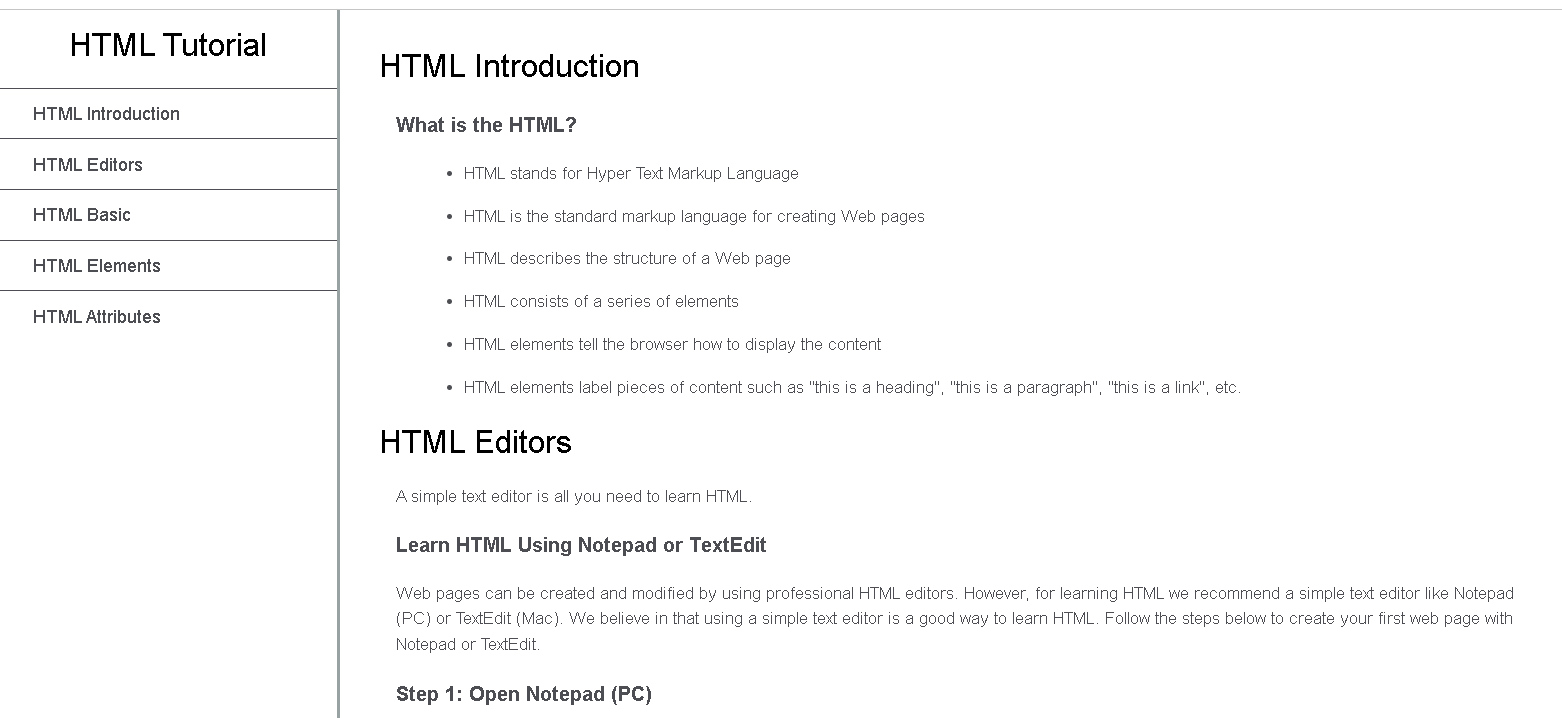 HTML Tutorial
HTML Introduction
HTML Editors
HTML Basic
HTML Elements
HTML Attributes
HTML Introduction
What is the HTML?
• HTML stands for Hyper Text Markup Language
• HTML is the standard markup language for creating Web pages
• HTML describes the structure of a Web page
• HTML consists of a series of elements
• HTML elements tell the browser how to display the content
• HTML elements label pieces of content such as "this is a heading", "this is a paragraph", "this is a link", etc.
HTML Editors
A simple text editor is all you need to learn HTML.
Learn HTML Using Notepad or TextEdit
Web pages can be created and modified by using professional HTML editors. However, for learning HTML we recommend a simple text editor like Notepad
(PC) or TextEdit (Mac). We believe in that using a simple text editor is a good way to learn HTML. Follow the steps below to create your first web page with
Notepad or TextEdit.
Step 1: Open Notepad (PC)